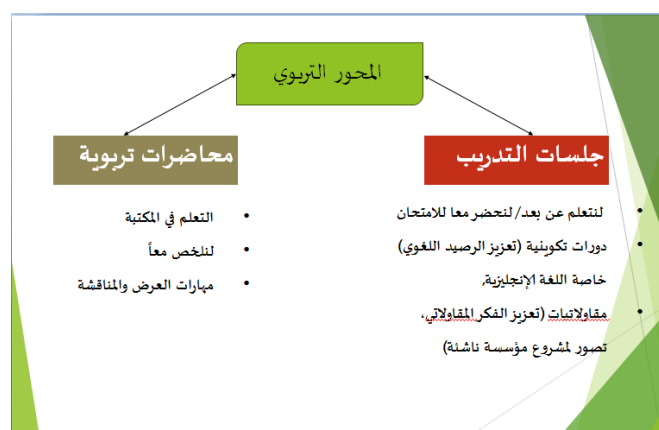 المحور التربوي
جلسات التدريب
لنتعلم عن بعد/ لنحضر معا للامتحان
دورات تكوينية (تعزيز الرصيد اللغوي)
خاصة اللغة الإنجليزية,
مقاولاتيات (تعزيز الفكر المقاولاتي،
تصور لمشروع مؤسسة ناشئة)
محاضرات تربوية
التعلم في المكتبة
لنلخص معاً
مهارات العرض والمناقشة